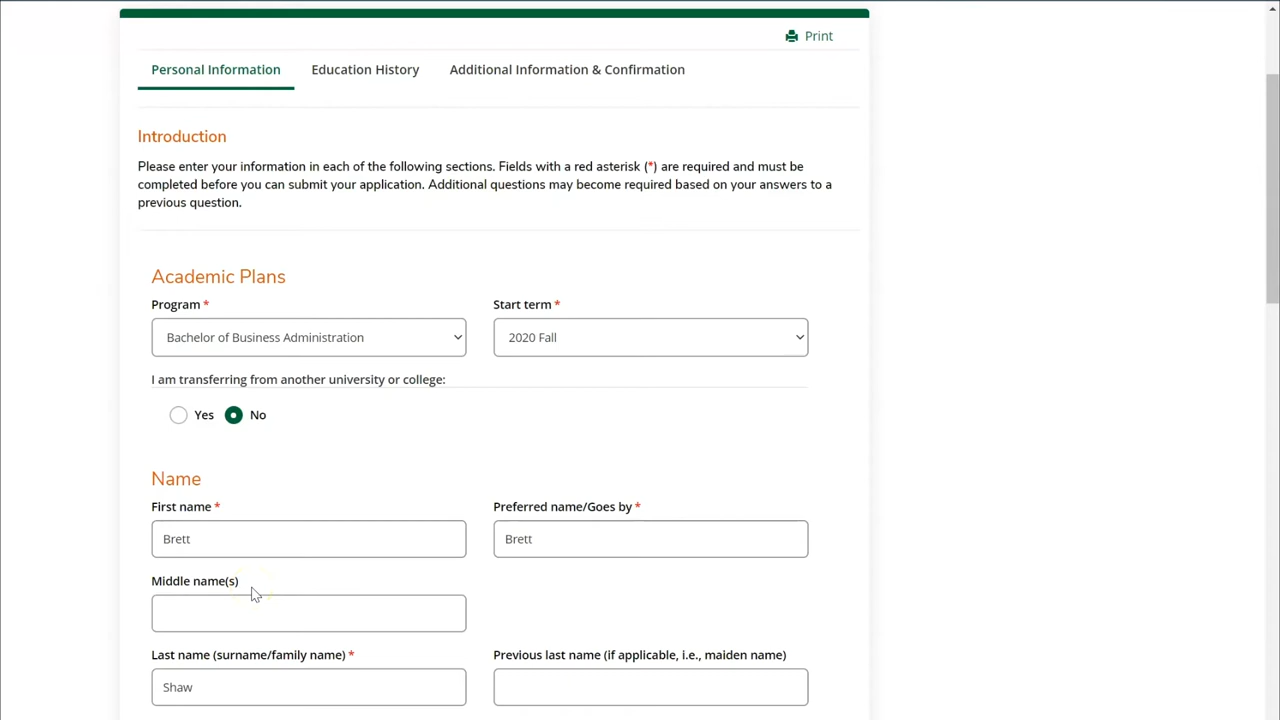 Print
Personal Information
Education History
Additional Information & Confirmation
Introduction
Please enter your information in each of the following sections. Fields with a red asterisk (*) are required and must be
completed before you can submit your application. Additional questions may become required based on your answers to a
previous question.
Academic Plans
Program *
Start term *
Bachelor of Business Administration
2020 Fall
I am transferring from another university or college:
Yes
No
Name
First name *
Preferred name/Goes by *
Brett
Brett
Middle name(s)
Last name (surname/family name) *
Previous last name (if applicable, i.e., maiden name)
Shaw